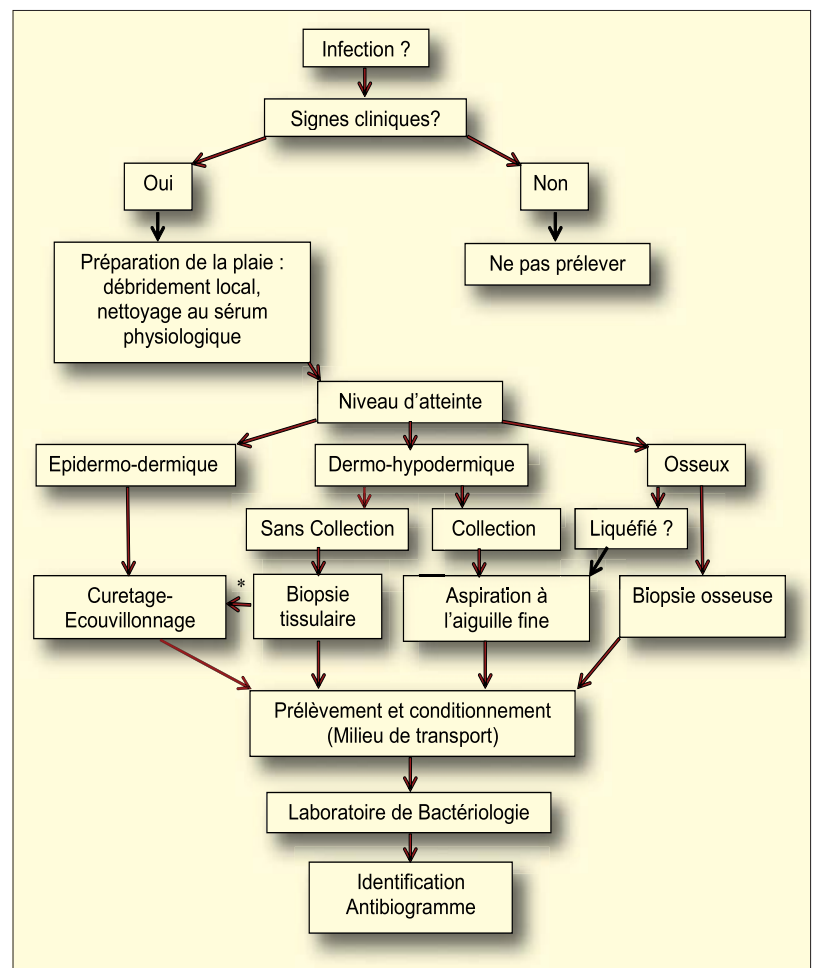 Infection ?
Signes cliniques?
Oui
Non
Préparation de la plaie :
débridement local,
nettoyage au sérum
physiologique
Ne pas prélever
Niveau d'atteinte
Epidermo-dermique
Dermo-hypodermique
Osseux
Sans Collection
Collection
Liquéfié ?
Curetage-
Ecouvillonnage
*
Biopsie
tissulaire
Aspiration à
l'aiguille fine
Biopsie osseuse
Prélèvement et conditionnement
(Milieu de transport)
Laboratoire de Bactériologie
Identification
Antibiogramme